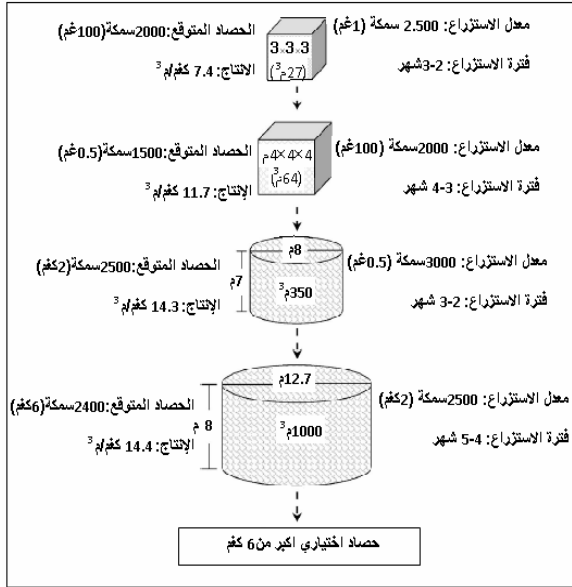 معدل الاستزراع: 2.500 سمكة (1غم)
الحصاد المتوقع:2000سمكة(100غم)
3×3×3
(27م3)
فترة الاستزراع: 2-3شهر
الانتاج: 7.4 كغم/م3
معدل الاستزراع: 2000سمكة (100غم)
الحصاد المتوقع:1500سمكة(0.5غم)
4×4×4م
(64م3)
فترة الاستزراع: 3-4 شهر
الإنتاج: 11.7 كغم/م3
معدل الاستزراع: 3000سمكة (0.5غم)
الحصاد المتوقع:2500سمكة(2كغم)
8م
7م
350م3
فترة الاستزراع: 2-3 شهر
الإنتاج: 14.3 كغم/م3
معدل الاستزراع: 2500سمكة (2كغم)
الحصاد المتوقع:2400سمكة(6كغم)
12.7م
8 م
1000م3
فترة الاستزراع: 4-5 شهر
الإنتاج: 14.4 كغم/م3
حصاد اختياري اكبر من6 كغم